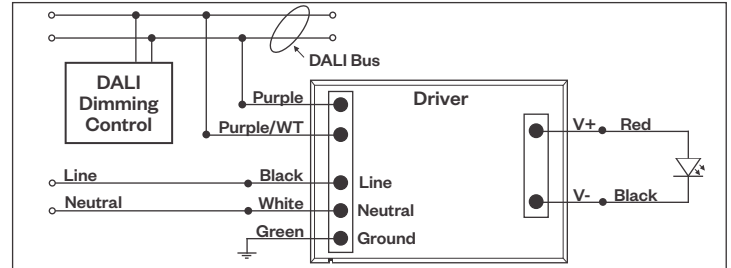 DALI Bus
DALI
Dimming
Control
Purple
Driver
Purple/WT
V+ Red
Line Black Line
V- Black
Neutral White Neutral
Green Ground